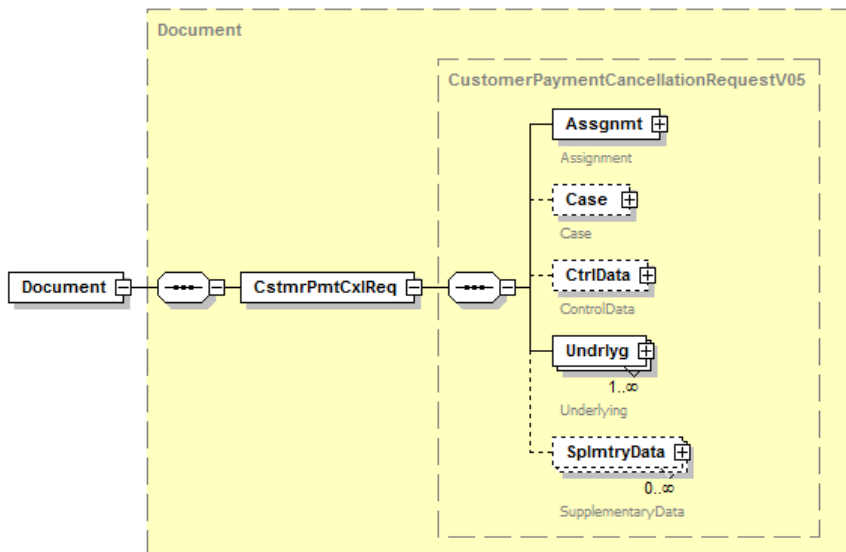 Document
CustomerPaymentCancellationRequestV05
Assgnmt
Assignment
Case
Case
CtrlData
ControlData
Document
CstmrPmtCxlReq
Undrlyg
1..∞
Underlying
SplmtryData
0..∞
SupplementaryData